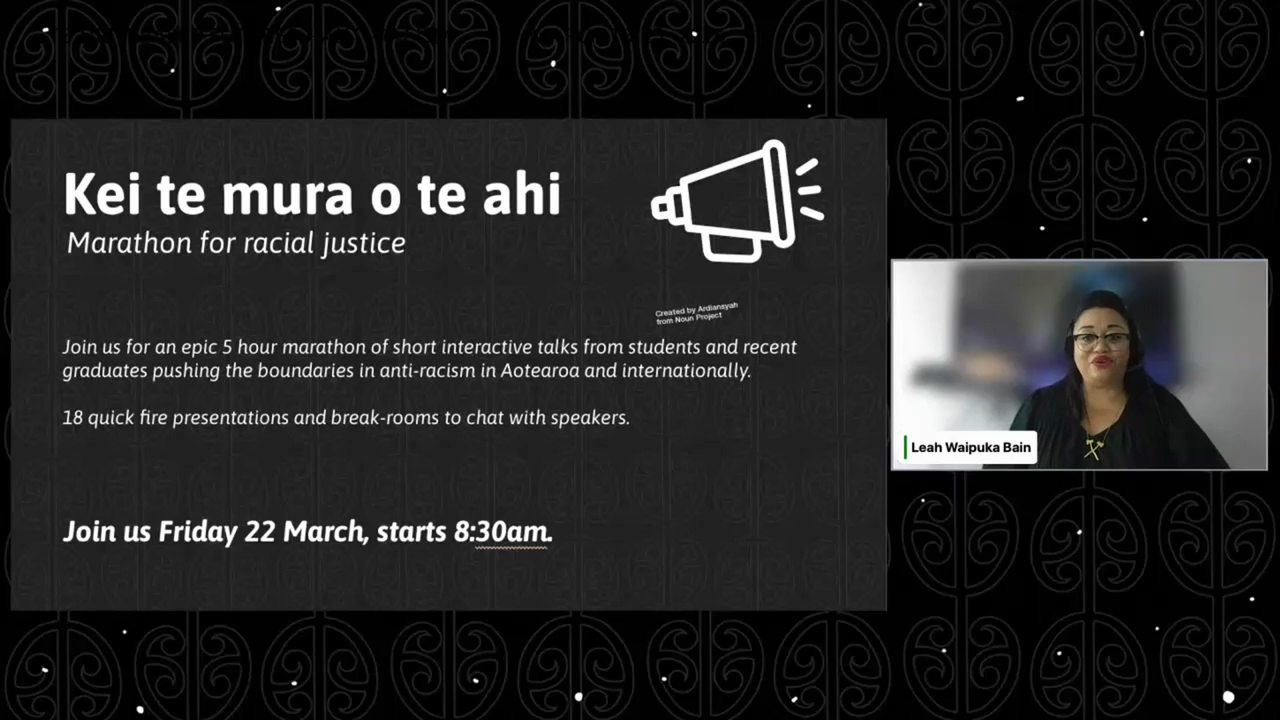 Kei te mura o te ahi
Marathon for racial justice
Created by Ardiansyah
from Noun Project
Join us for an epic 5 hour marathon of short interactive talks from students and recent
graduates pushing the boundaries in anti-racism in Aotearoa and internationally.
18 quick fire presentations and break-rooms to chat with speakers.
Join us Friday 22 March, starts 8:30am.
Leah Waipuka Bain